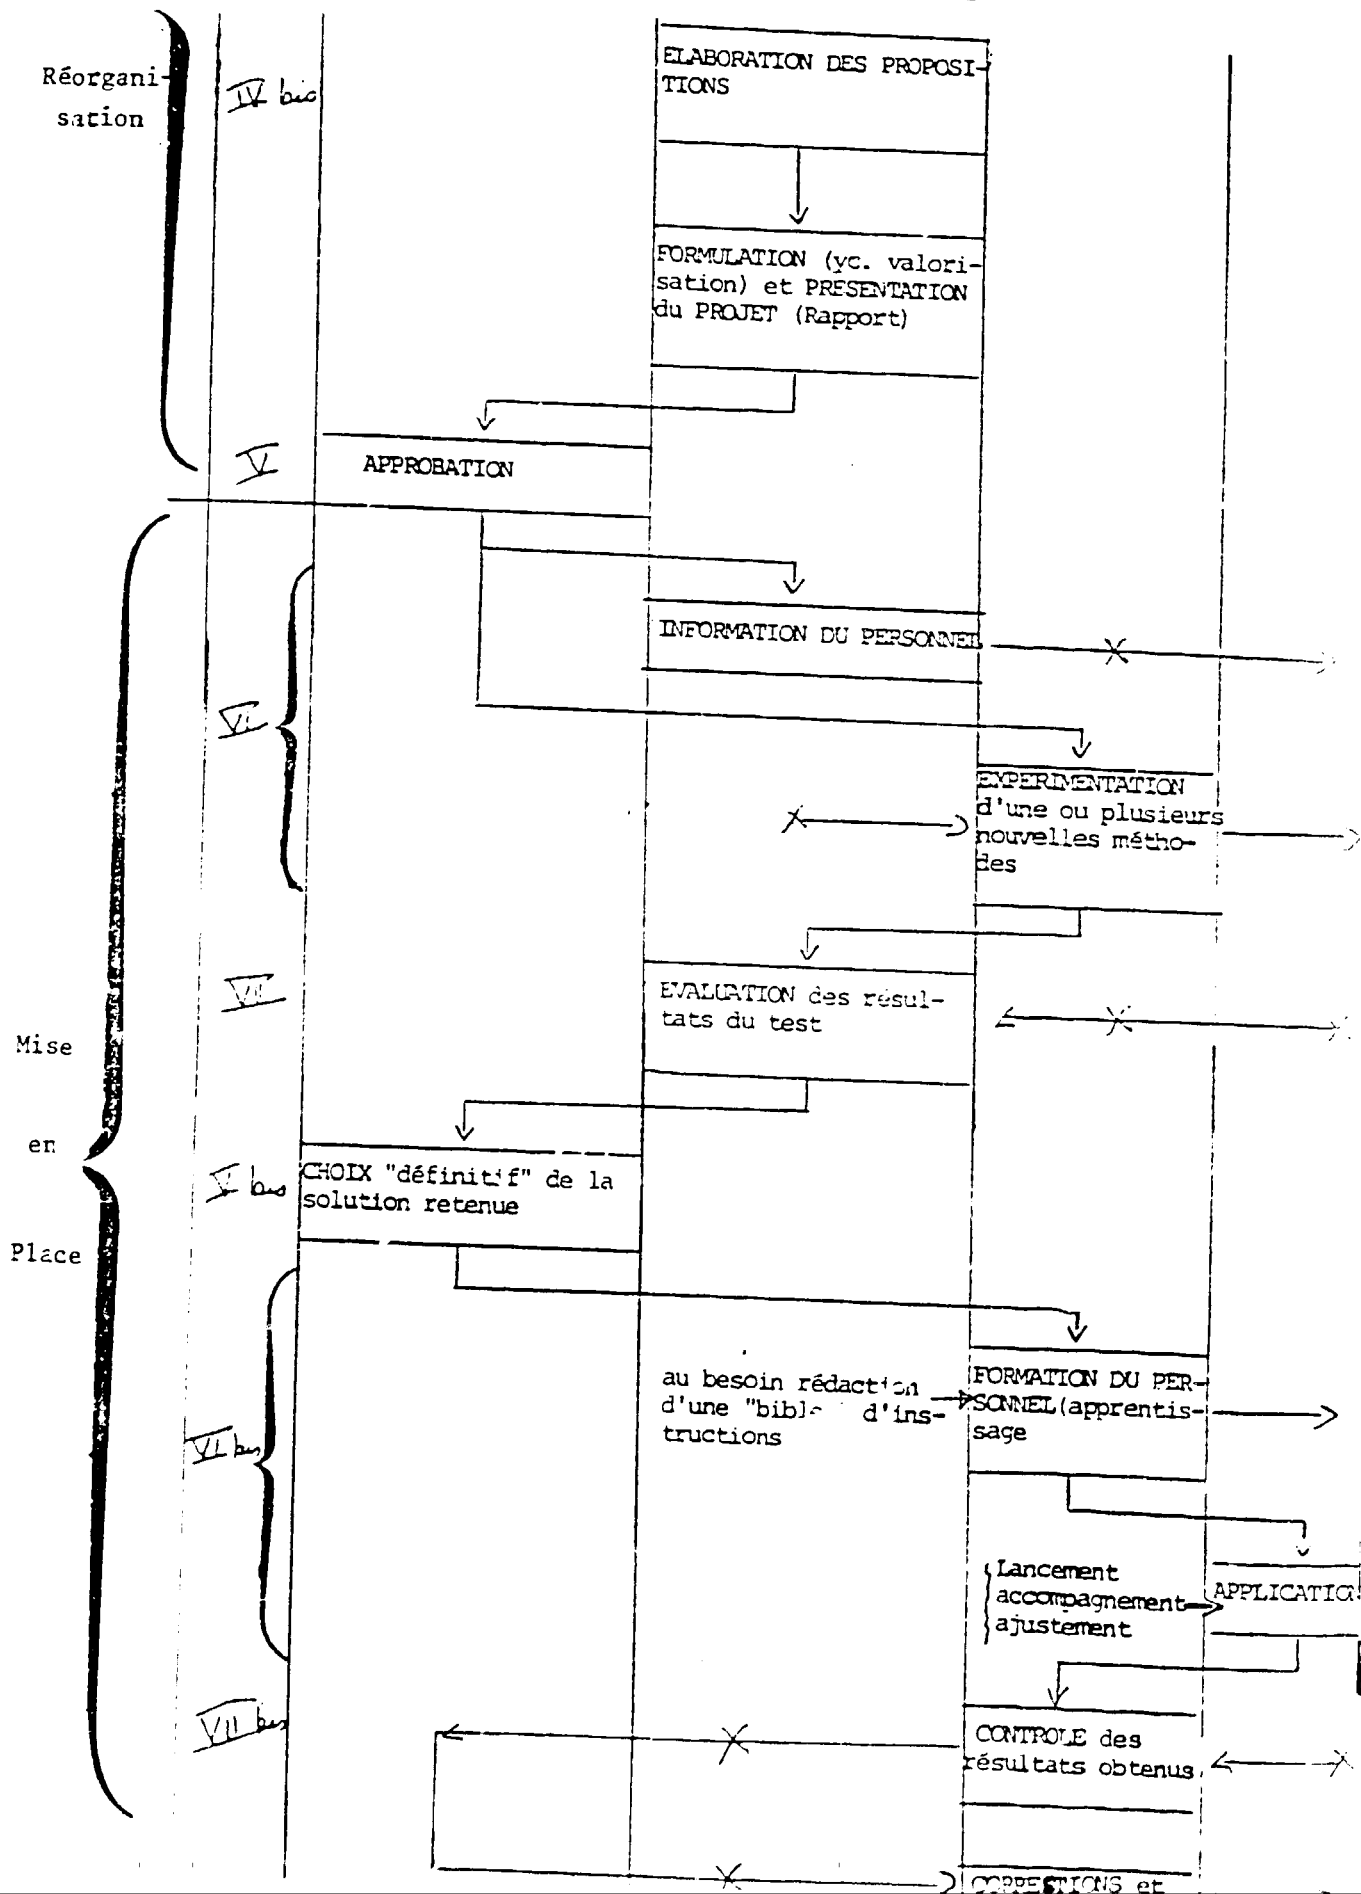 ELABORATION DES PROPOSI-
TIONS
Réorgani-
sation
IV bis
FORMULATION (yc. valori-
sation) et PRESENTATION
du PROJET (Rapport)
V
APPROBATION
INFORMATION DU PERSONNEL
VI
EXPERIMENTATION
d'une ou plusieurs
nouvelles métho-
des
VII
EVALUATION des résul-
tats du test
Mise
en
Place
V bis
CHOIX "définitif" de la
solution retenue
au besoin rédaction
d'une "bible d'ins-
tructions
FORMATION DU PER-
SONNEL(apprentis-
sage
VI bis
Lancement
accompagnement
ajustement
APPLICATION
VII bis
CONTROLE des
résultats obtenus
CORRECTIONS et